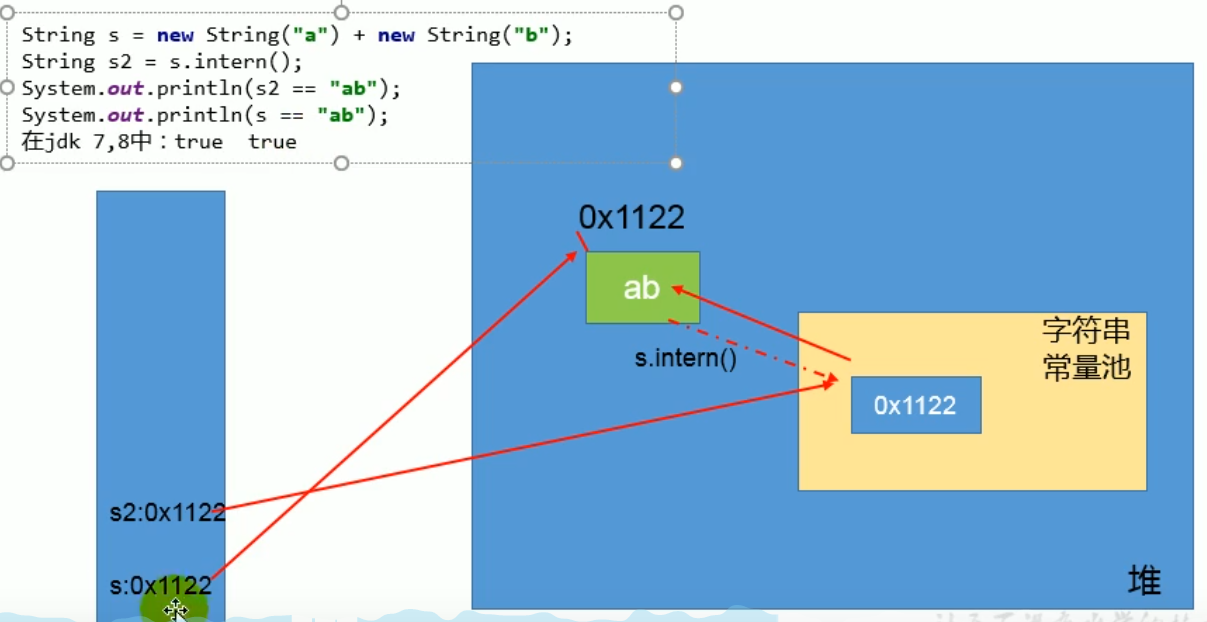 String s = new String("a") + new String("b");
String s2 = s.intern();
System.out.println(s2 == "ab");
System.out.println(s == "ab");
在jdk 7,8中：true  true
0x1122
ab
s.intern()
字符串
常量池
0x1122
s2:0x1122
s:0x1122
堆